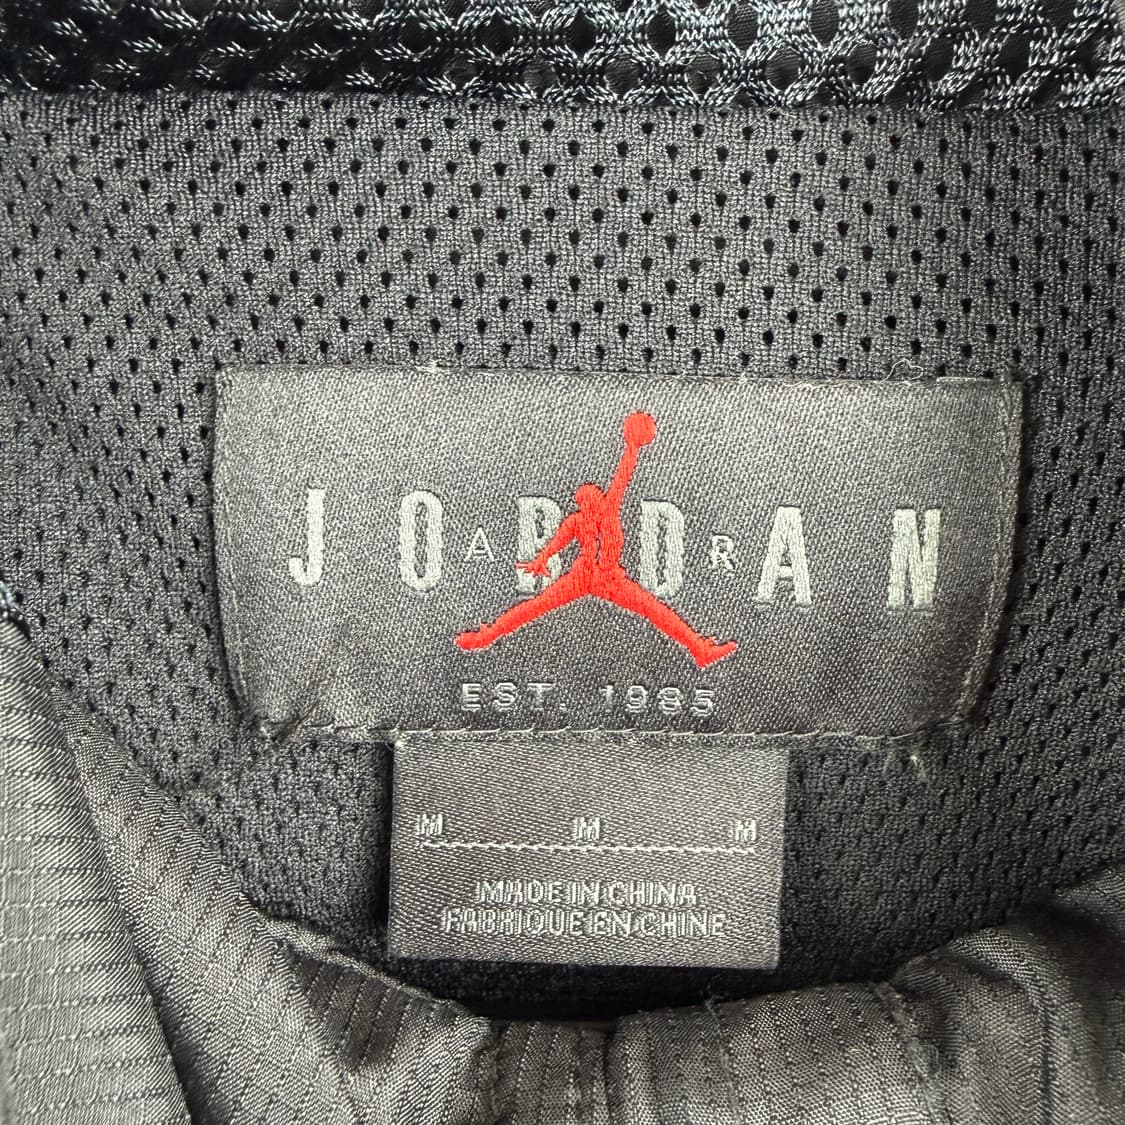 JORDAN
AIR
EST. 1985
M M M
MADE IN CHINA
FABRIQUE EN CHINE